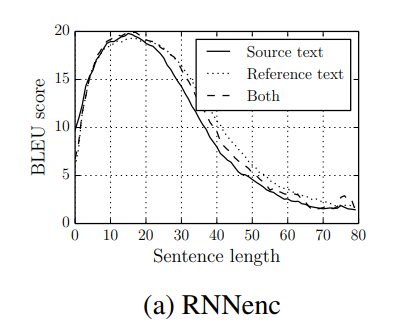 20
15
10
5
0
BLEU score
Source text
Reference text
Both
0 10 20 30 40 50 60 70 80
Sentence length
(a) RNNenc